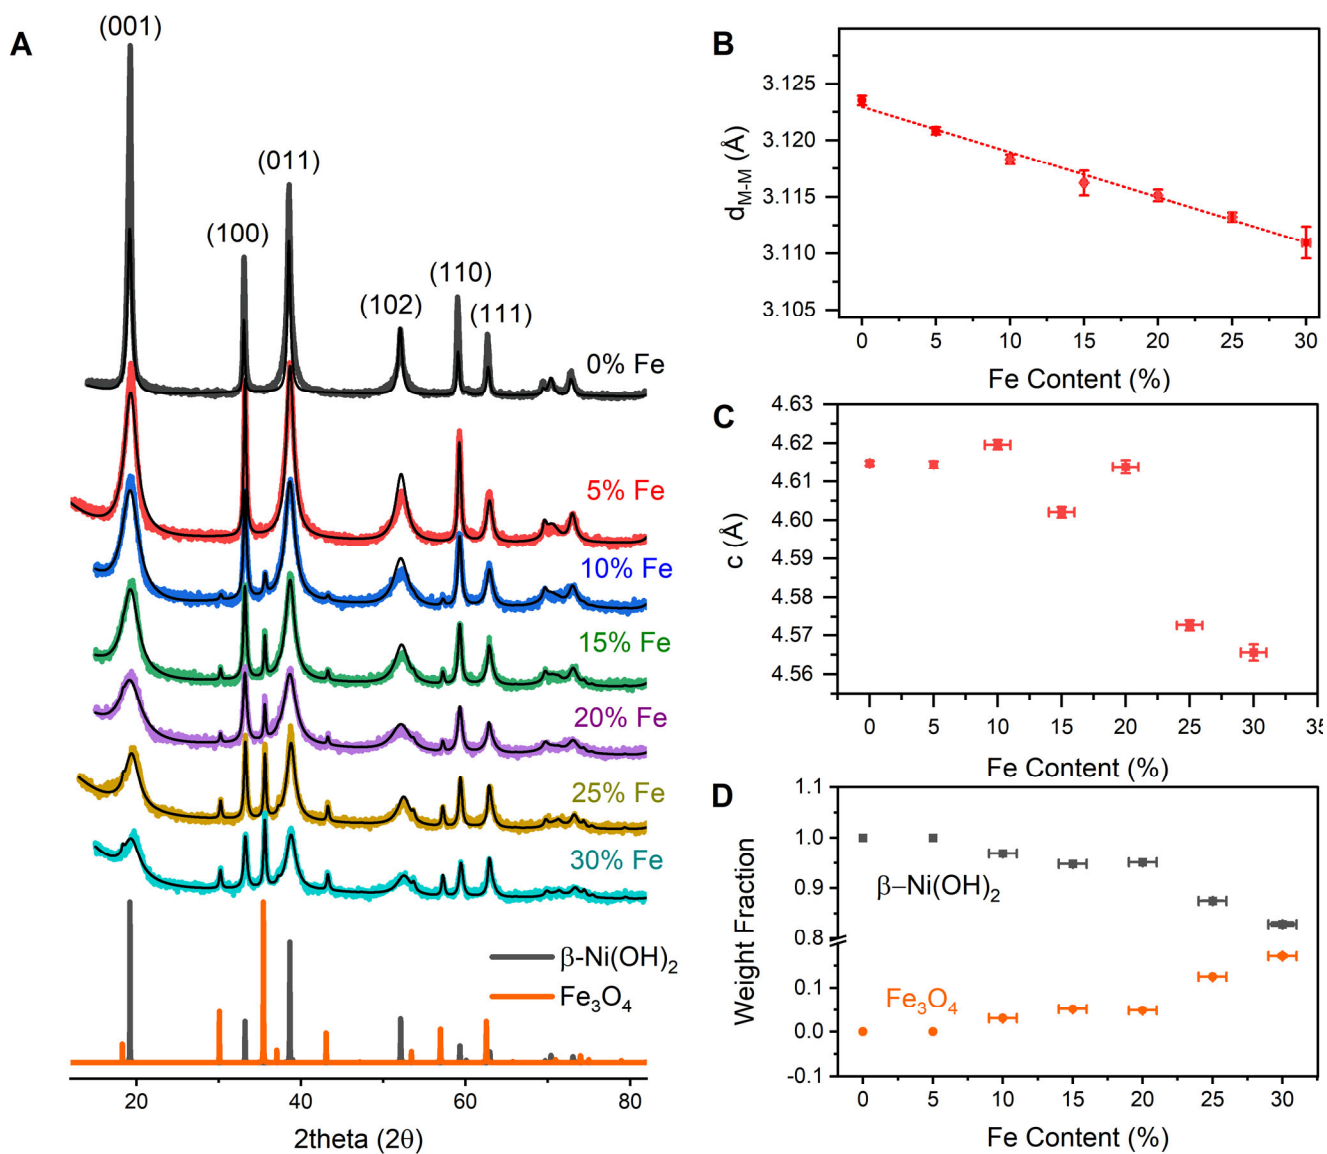 A
(001)
(011)
(100)
(110)
(102)
(111)
0% Fe
5% Fe
10% Fe
15% Fe
20% Fe
25% Fe
30% Fe
β-Ni(OH)₂
Fe₃O₄
20 40 60 80
2theta (2θ)
B
3.125
3.120
3.115
3.110
3.105
d_M-M (Å)
0 5 10 15 20 25 30
Fe Content (%)
C
4.63
4.62
4.61
4.60
4.59
4.58
4.57
4.56
c (Å)
0 5 10 15 20 25 30 35
Fe Content (%)
D
1.1
1.0
0.9
0.8
0.1
0.0
-0.1
Weight Fraction
β–Ni(OH)₂
Fe₃O₄
0 5 10 15 20 25 30
Fe Content (%)